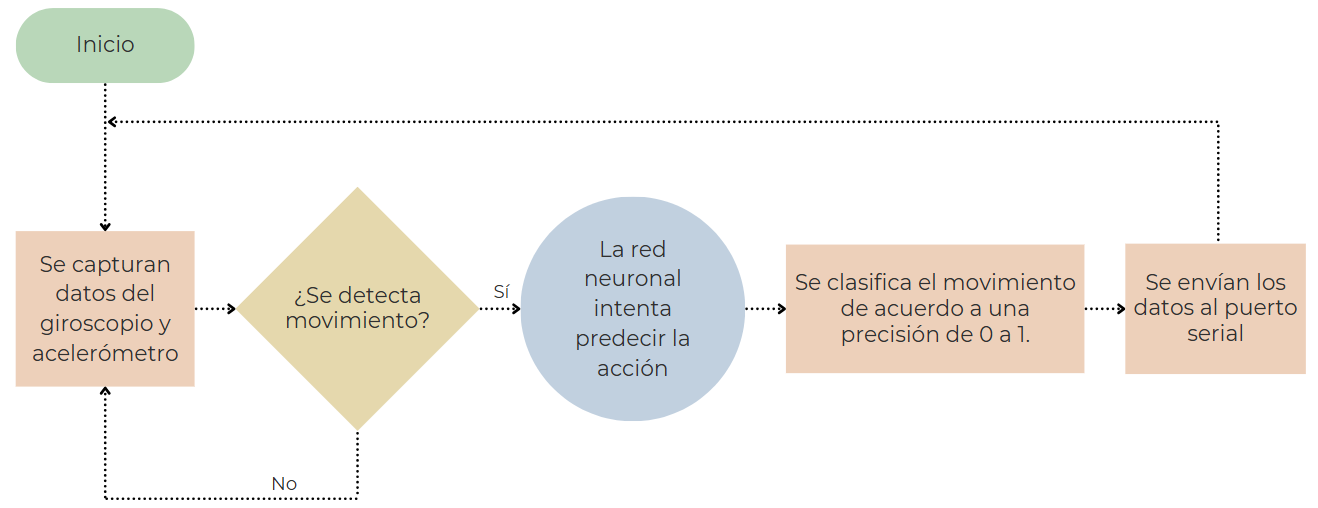 Inicio
Se capturan
datos del
giroscopio y
acelerómetro
¿Se detecta
movimiento?
Sí
No
La red
neuronal
intenta
predecir la
acción
Se clasifica el movimiento
de acuerdo a una
precisión de 0 a 1.
Se envían los
datos al puerto
serial